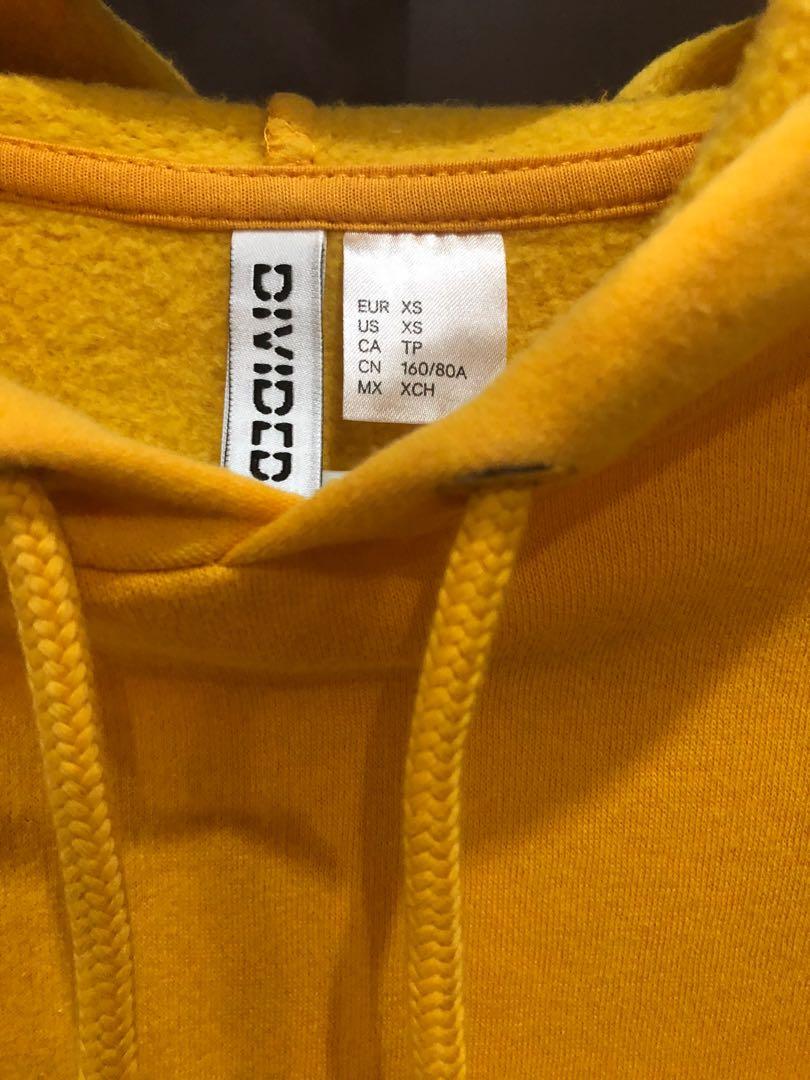 DIVIDED
EUR XS
US XS
CA TP
CN 160/80A
MX XCH